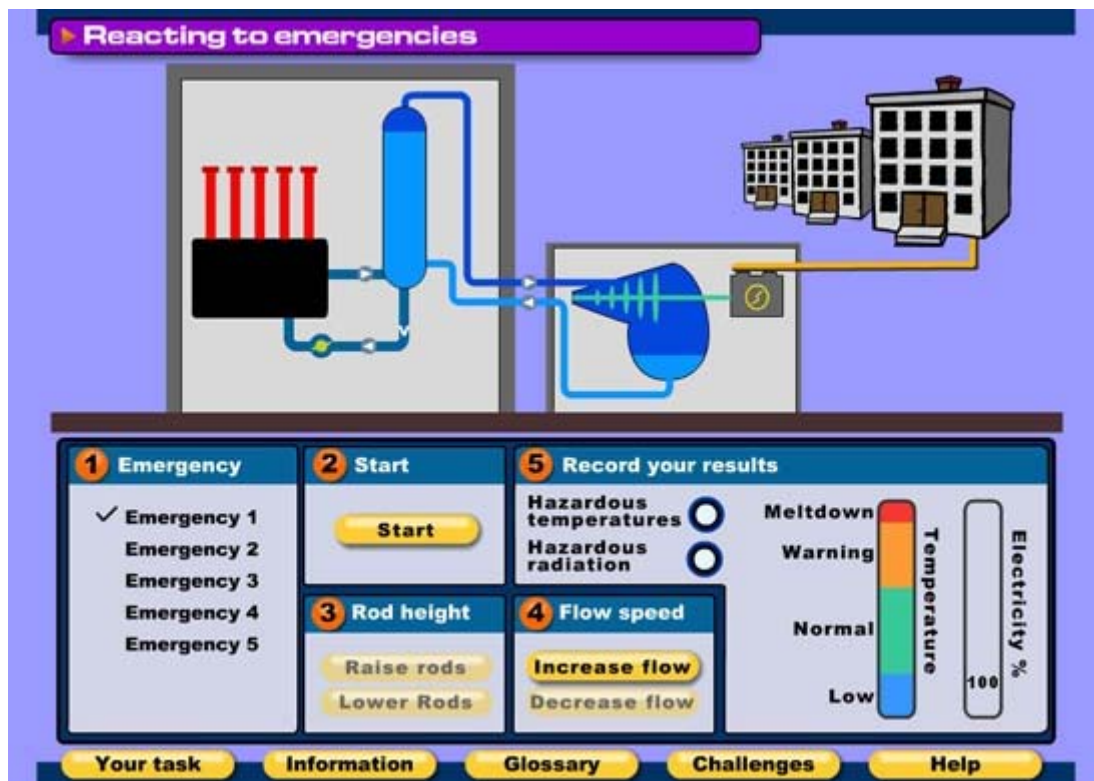 Reacting to emergencies
1 Emergency
✓ Emergency 1
Emergency 2
Emergency 3
Emergency 4
Emergency 5
2 Start
Start
3 Rod height
Raise rods
Lower Rods
4 Flow speed
Increase flow
Decrease flow
5 Record your results
Hazardous
temperatures
Hazardous
radiation
Meltdown
Warning
Normal
Low
Temperature
100
Electricity %
Your task
Information
Glossary
Challenges
Help